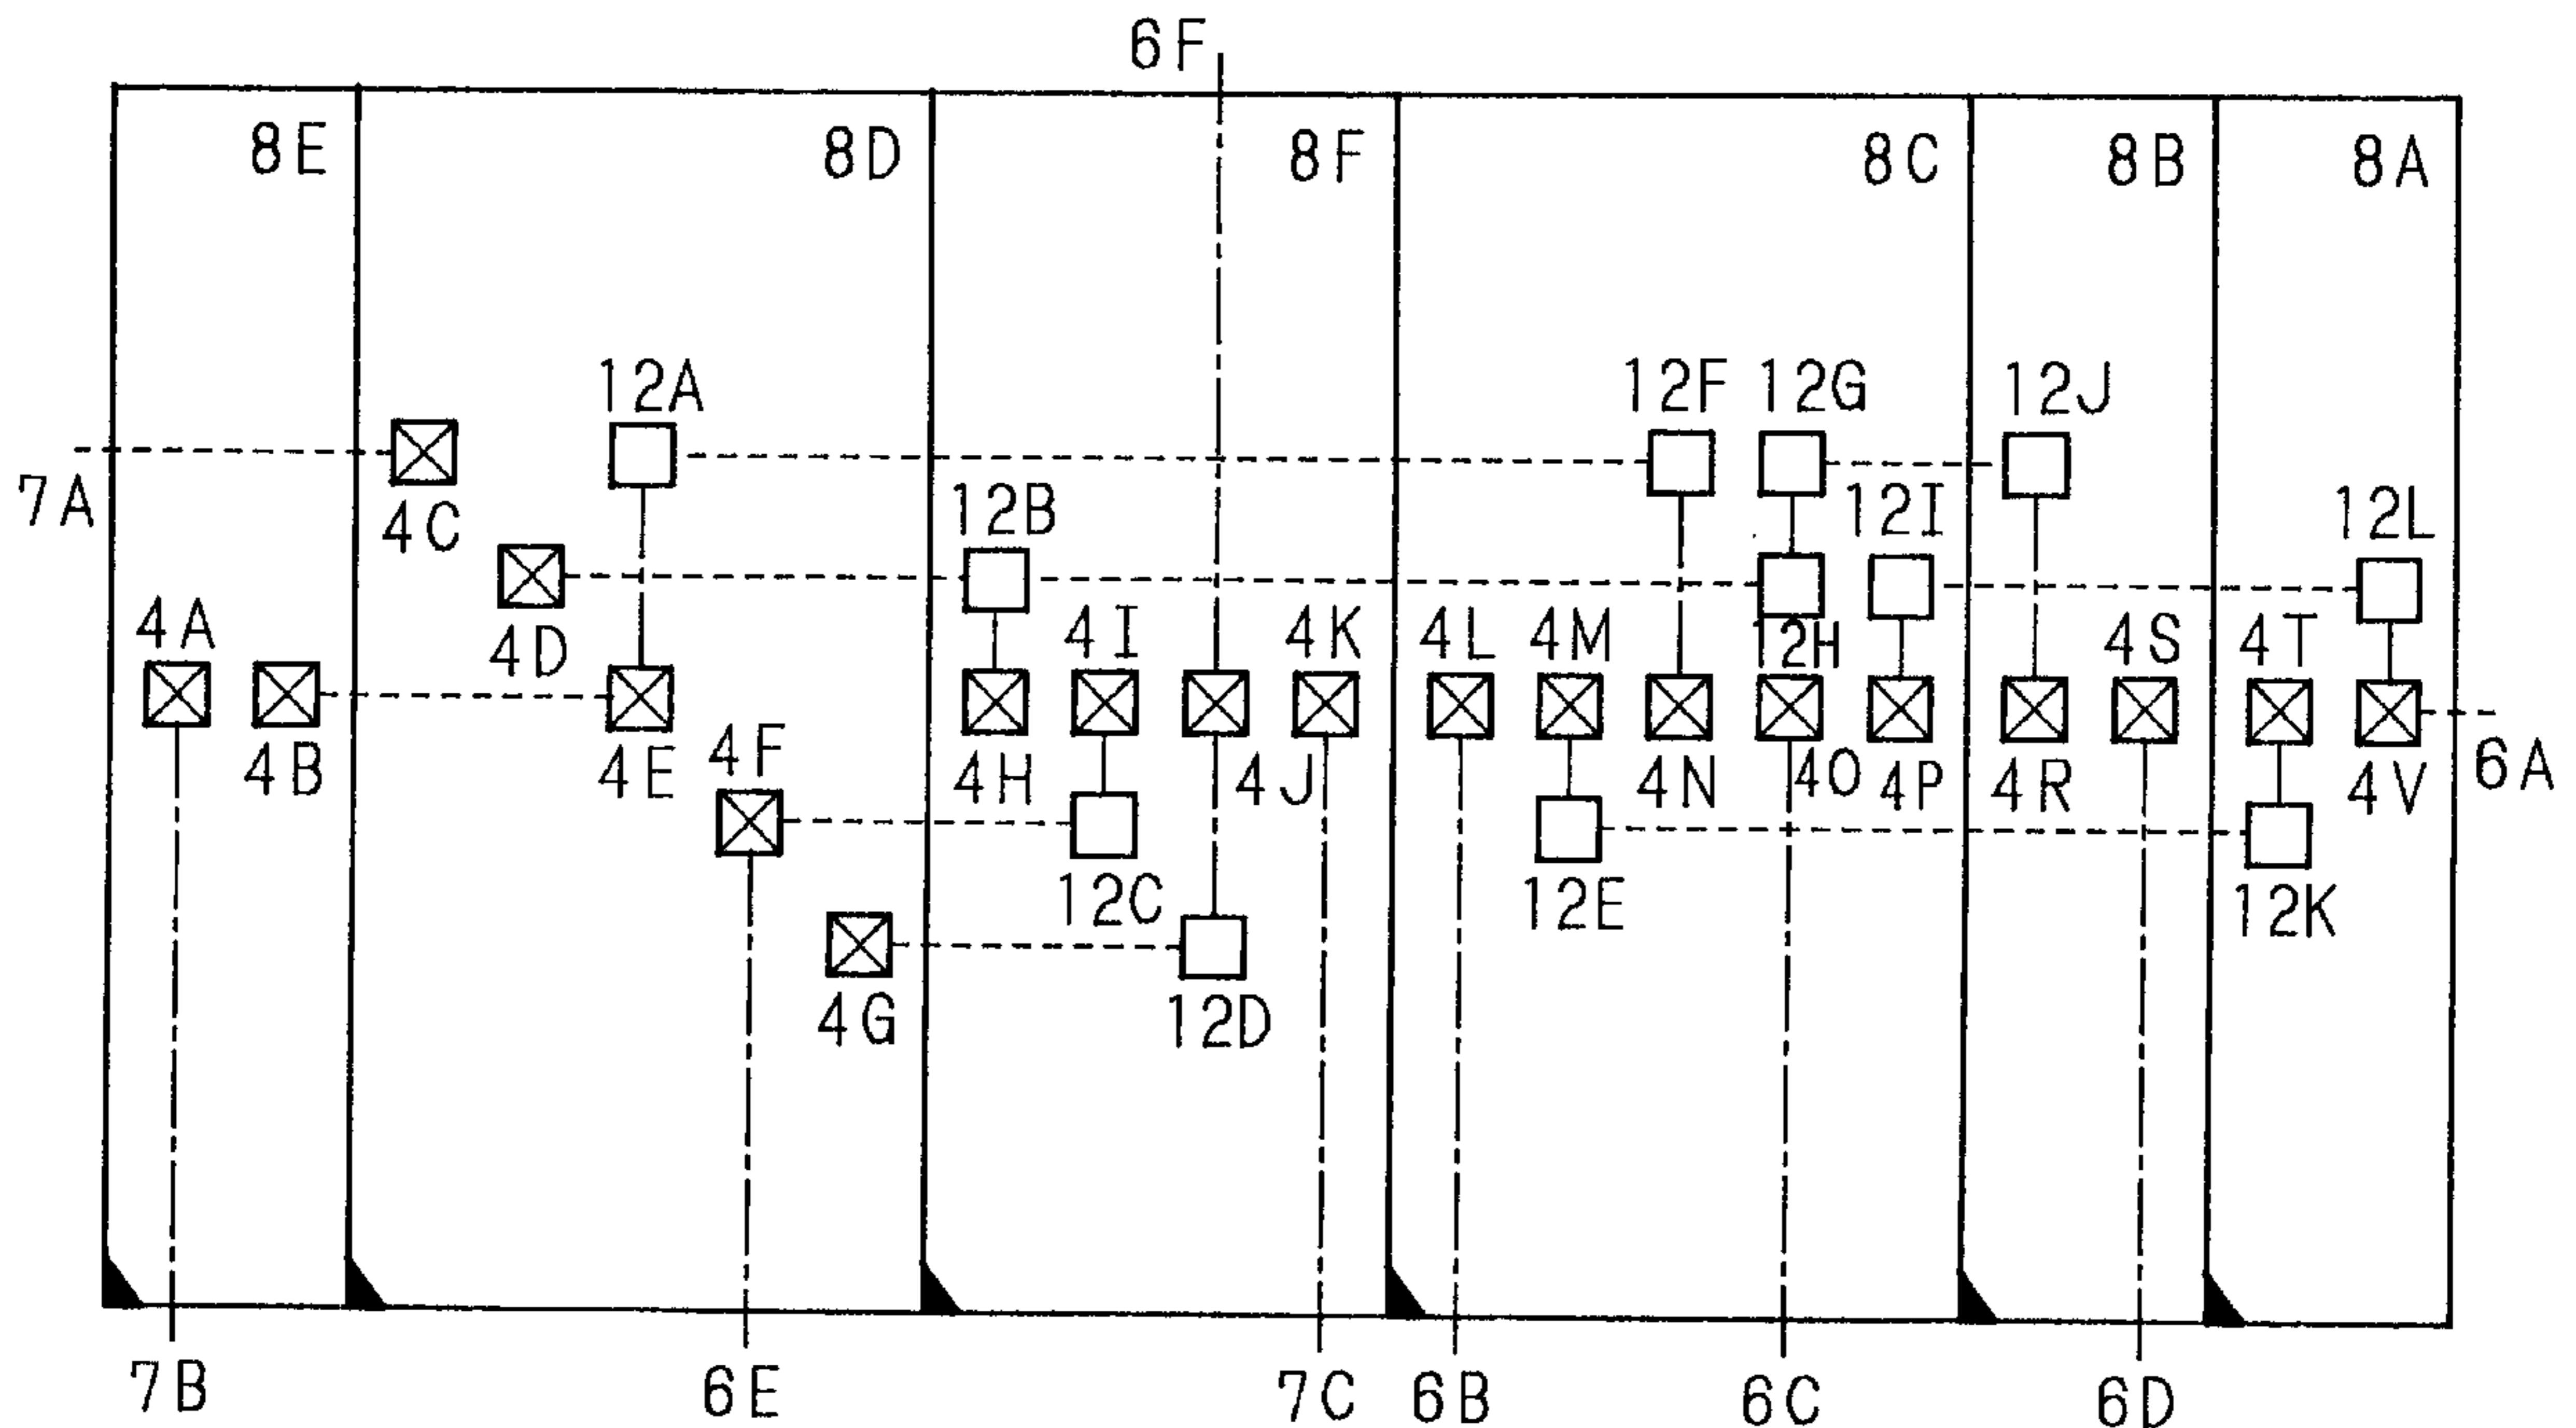 6F
8E 8D 8F 8C 8B 8A
12A 12F 12G 12J
7A 4C 12B 12I 12L
4A 4D 4I 4K 4L 4M 12H 4S 4T
4B 4E 4F 4H 4J 4N 4O 4P 4R 4V 6A
12C 12E 12K
4G 12D
7B 6E 7C 6B 6C 6D